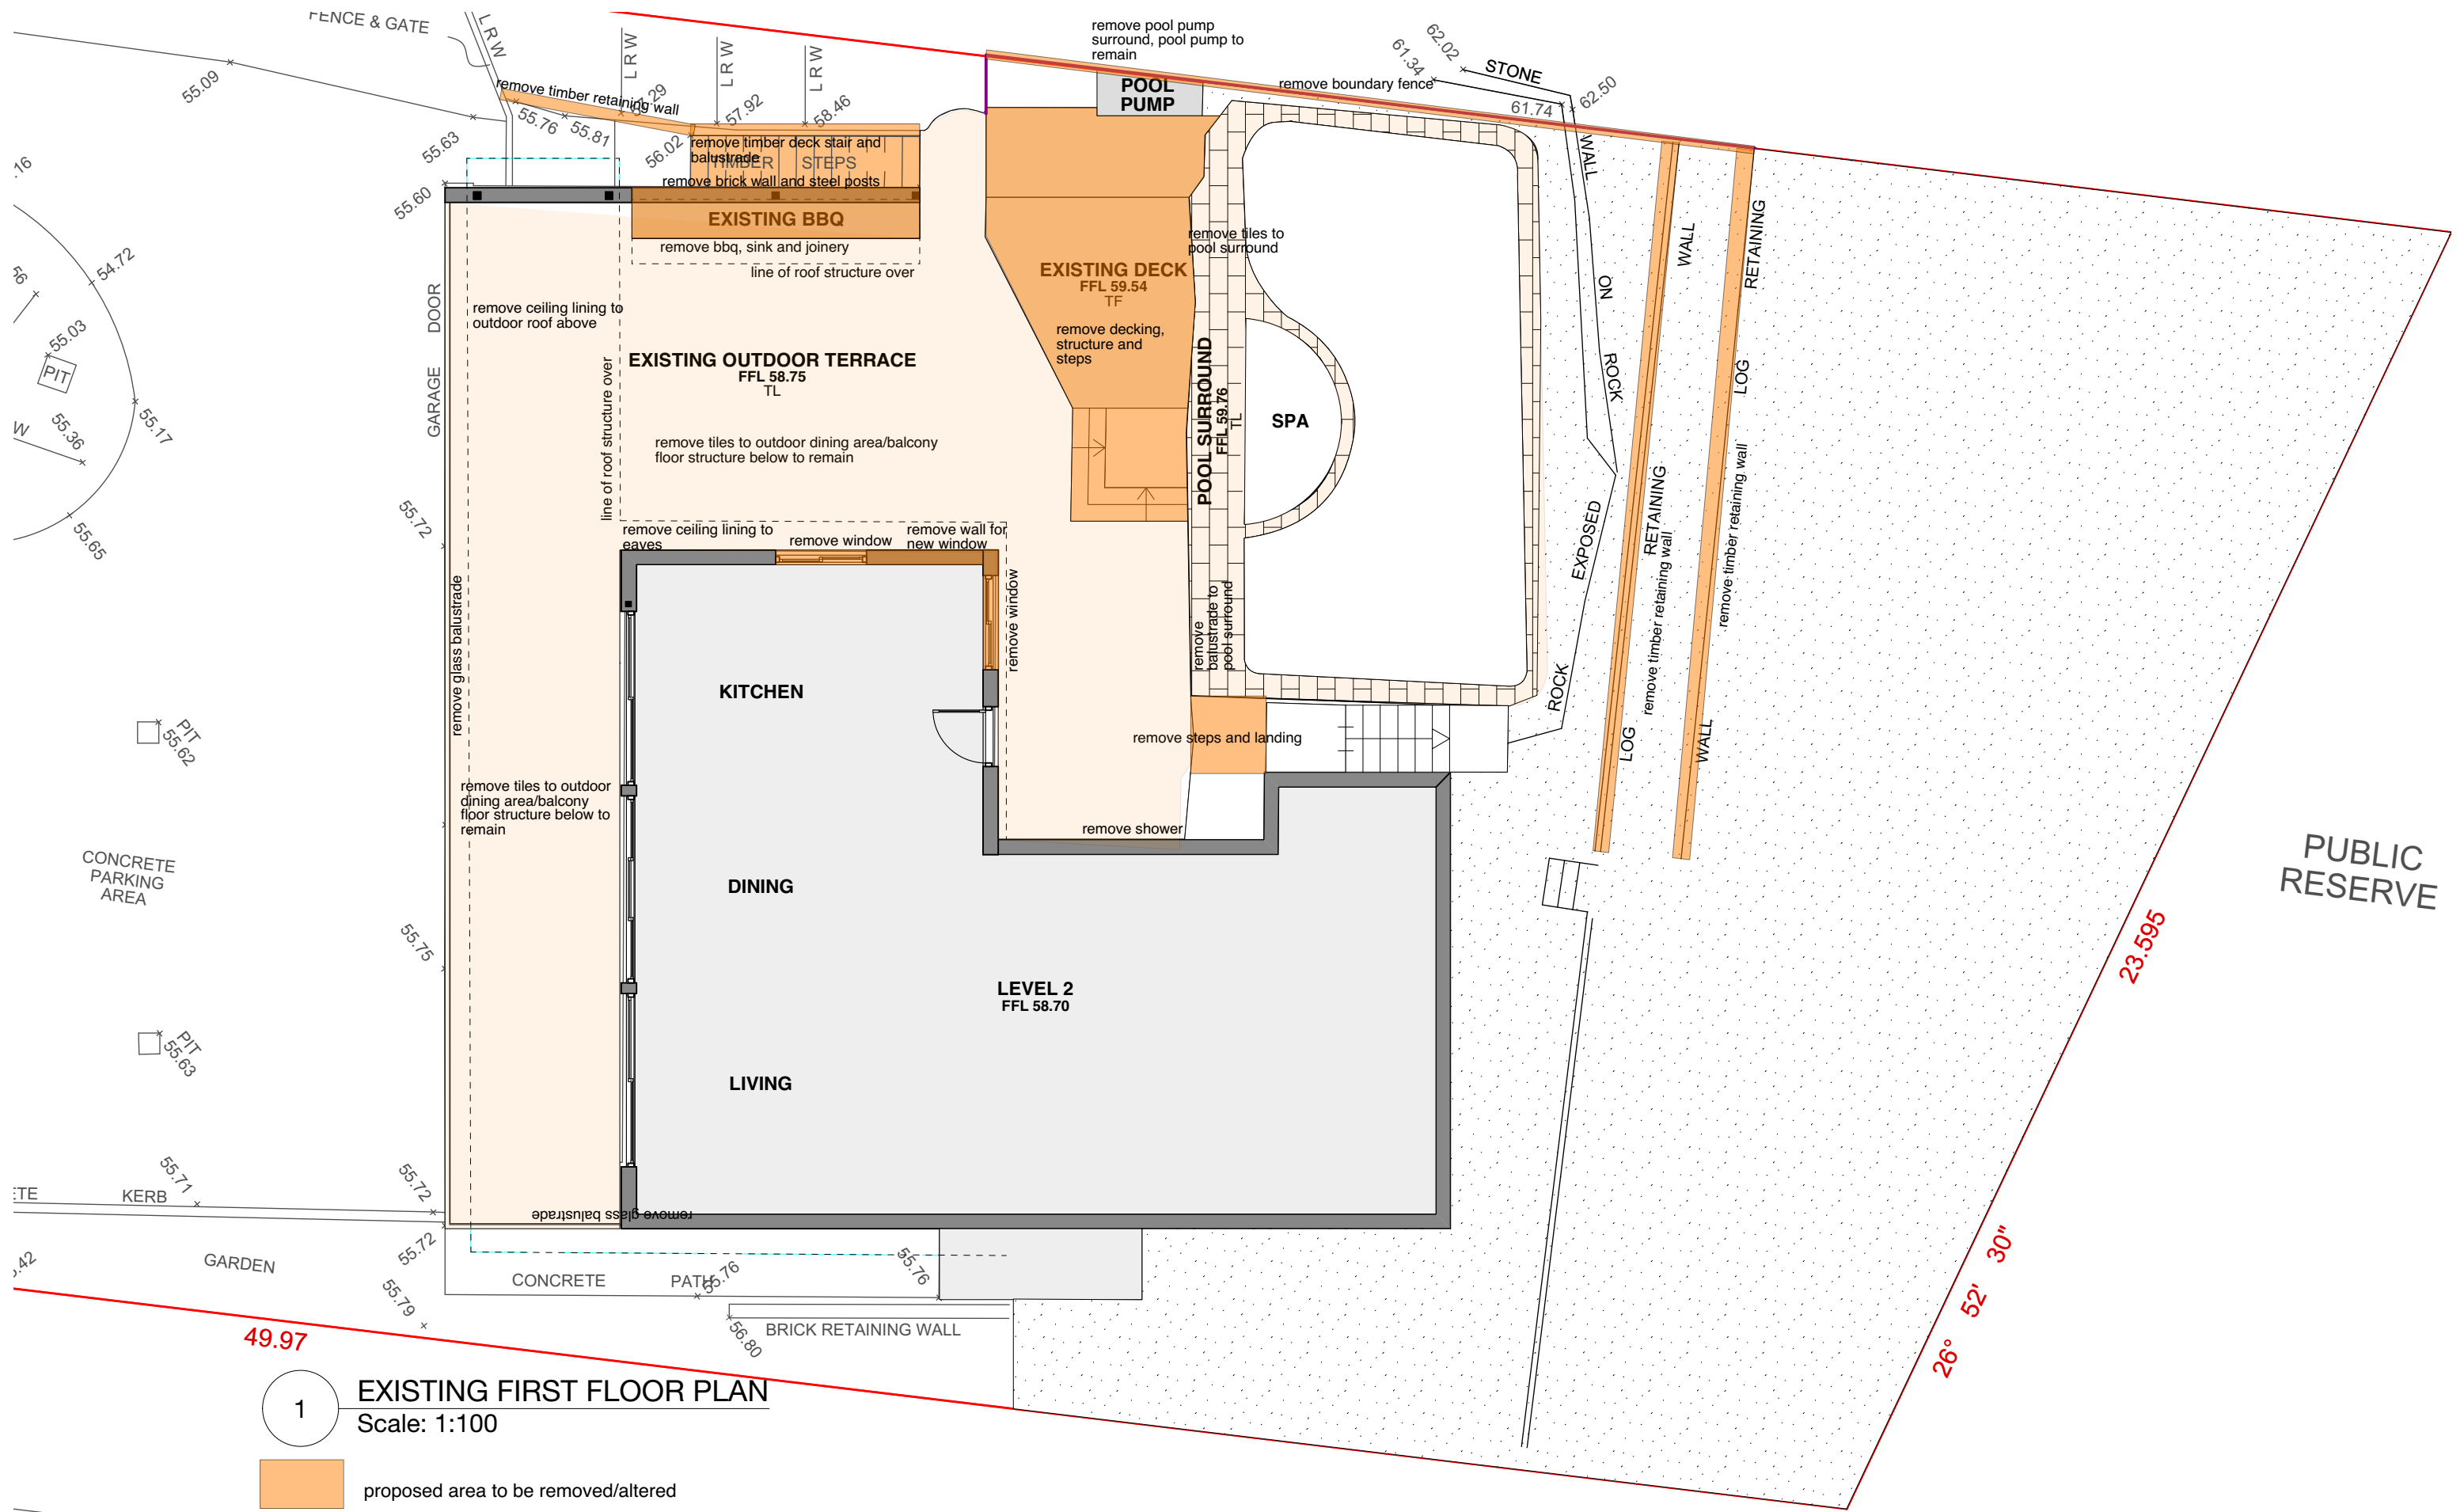 FENCE & GATE
LRW
LRW
LRW
LRW
remove pool pump
surround, pool pump to
remain
62.02
61.34
STONE
62.50
61.74
55.09
remove timber retaining wall
55.76
55.81
57.92
58.46
POOL
PUMP
remove boundary fence
55.63
56.02
remove timber deck stair and
balustrade
TIMBER STEPS
WALL
.16
remove brick wall and steel posts
55.60
EXISTING BBQ
remove bbq, sink and joinery
line of roof structure over
remove tiles to
pool surround
WALL
RETAINING
54.72
56
EXISTING DECK
FFL 59.54
TF
ON
remove ceiling lining to
outdoor roof above
GARAGE DOOR
55.03
PIT
remove decking,
structure and
steps
EXISTING OUTDOOR TERRACE
FFL 58.75
TL
line of roof structure over
POOL SURROUND
FFL 59.76
TL
SPA
ROCK
LOG
55.17
55.36
W
remove tiles to outdoor dining area/balcony
floor structure below to remain
55.72
55.65
EXPOSED
RETAINING
remove timber retaining wall
remove timber retaining wall
remove ceiling lining to
eaves
remove window
remove wall for
new window
remove window
remove
balustrade to
pool surround
remove glass balustrade
KITCHEN
ROCK
LOG
WALL
PIT
55.62
remove steps and landing
remove tiles to outdoor
dining area/balcony
floor structure below to
remain
remove shower
CONCRETE
PARKING
AREA
DINING
PUBLIC
RESERVE
55.75
23.595
LEVEL 2
FFL 58.70
PIT
55.63
LIVING
55.71
55.72
KERB
remove glass balustrade
55.72
GARDEN
.42
CONCRETE PATH
55.76
55.76
55.79
56.80
BRICK RETAINING WALL
26° 52' 30"
49.97
1
EXISTING FIRST FLOOR PLAN
Scale: 1:100
proposed area to be removed/altered